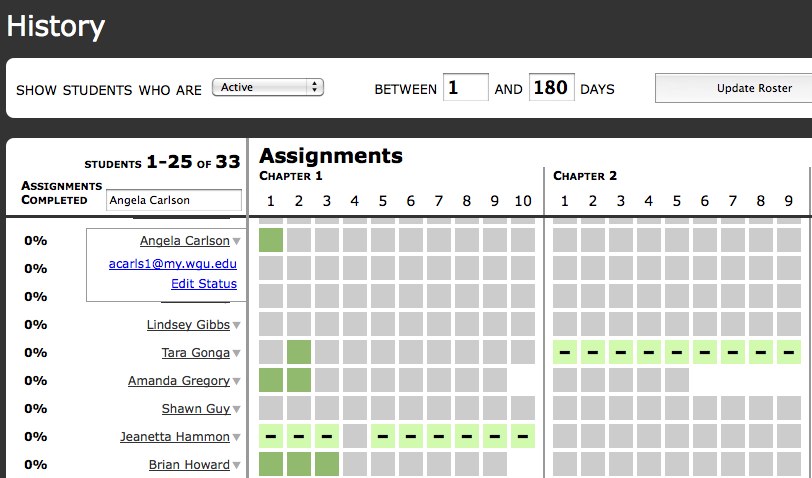 History
SHOW STUDENTS WHO ARE Active BETWEEN 1 AND 180 DAYS Update Roster
STUDENTS 1-25 OF 33
Assignments
ASSIGNMENTS COMPLETED
Angela Carlson
CHAPTER 1
CHAPTER 2
1 2 3 4 5 6 7 8 9 10
1 2 3 4 5 6 7 8 9
0% Angela Carlson
acarls1@my.wgu.edu
0%
Edit Status
0%
0% Lindsey Gibbs
0% Tara Gonga - - - - - - - - -
0% Amanda Gregory
0% Shawn Guy
0% Jeanetta Hammon - - - - - - - - -
0% Brian Howard